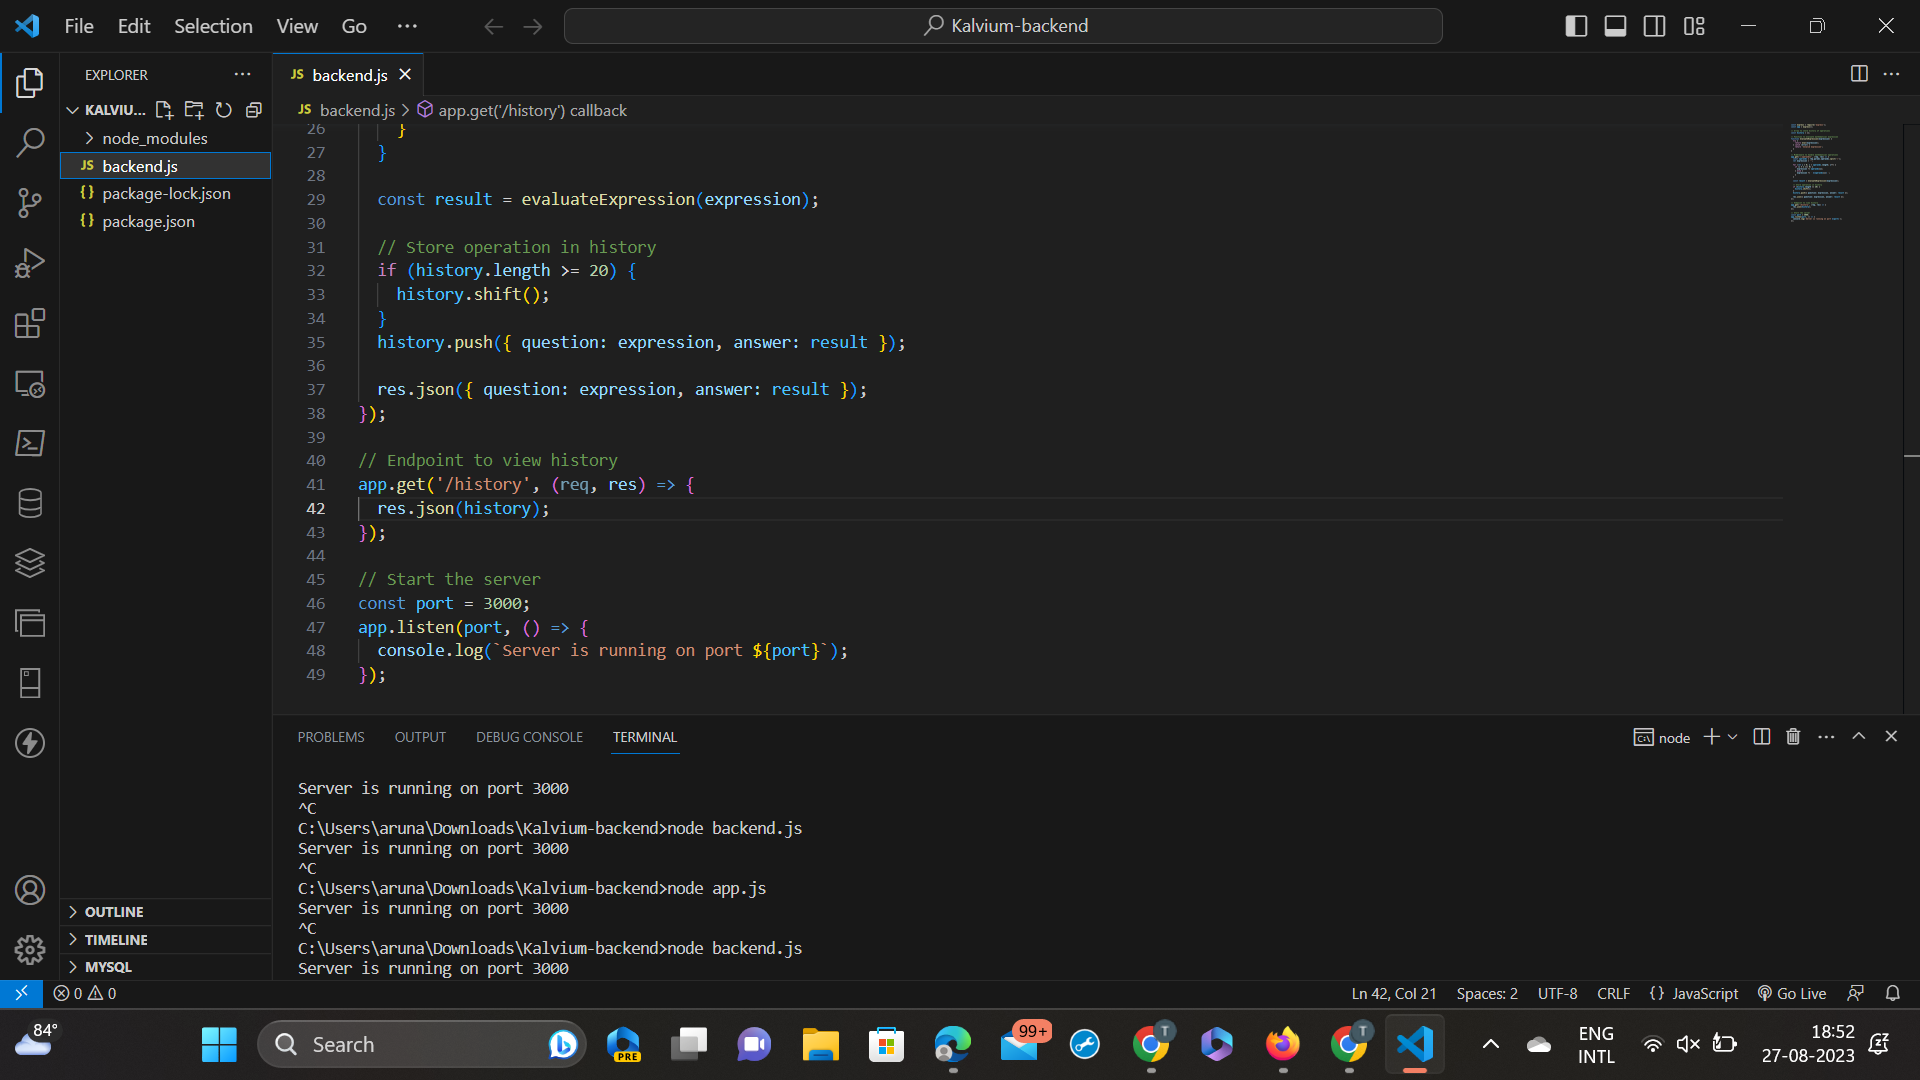 File Edit Selection View Go ···
Kalvium-backend
EXPLORER
KALVIU...
node_modules
JS backend.js
{} package-lock.json
{} package.json
OUTLINE
TIMELINE
MYSQL
JS backend.js
JS backend.js > app.get('/history') callback
26 }
27 }
28
29 const result = evaluateExpression(expression);
30
31 // Store operation in history
32 if (history.length >= 20) {
33 history.shift();
34 }
35 history.push({ question: expression, answer: result });
36
37 res.json({ question: expression, answer: result });
38 });
39
40 // Endpoint to view history
41 app.get('/history', (req, res) => {
42 res.json(history);
43 });
44
45 // Start the server
46 const port = 3000;
47 app.listen(port, () => {
48 console.log(`Server is running on port ${port}`);
49 });
PROBLEMS OUTPUT DEBUG CONSOLE TERMINAL
node
Server is running on port 3000
^C
C:\Users\aruna\Downloads\Kalvium-backend>node backend.js
Server is running on port 3000
^C
C:\Users\aruna\Downloads\Kalvium-backend>node app.js
Server is running on port 3000
^C
C:\Users\aruna\Downloads\Kalvium-backend>node backend.js
Server is running on port 3000
0 0
Ln 42, Col 21 Spaces: 2 UTF-8 CRLF {} JavaScript Go Live
84°
Search
PRE
99+
T
T
ENG
INTL
18:52
27-08-2023